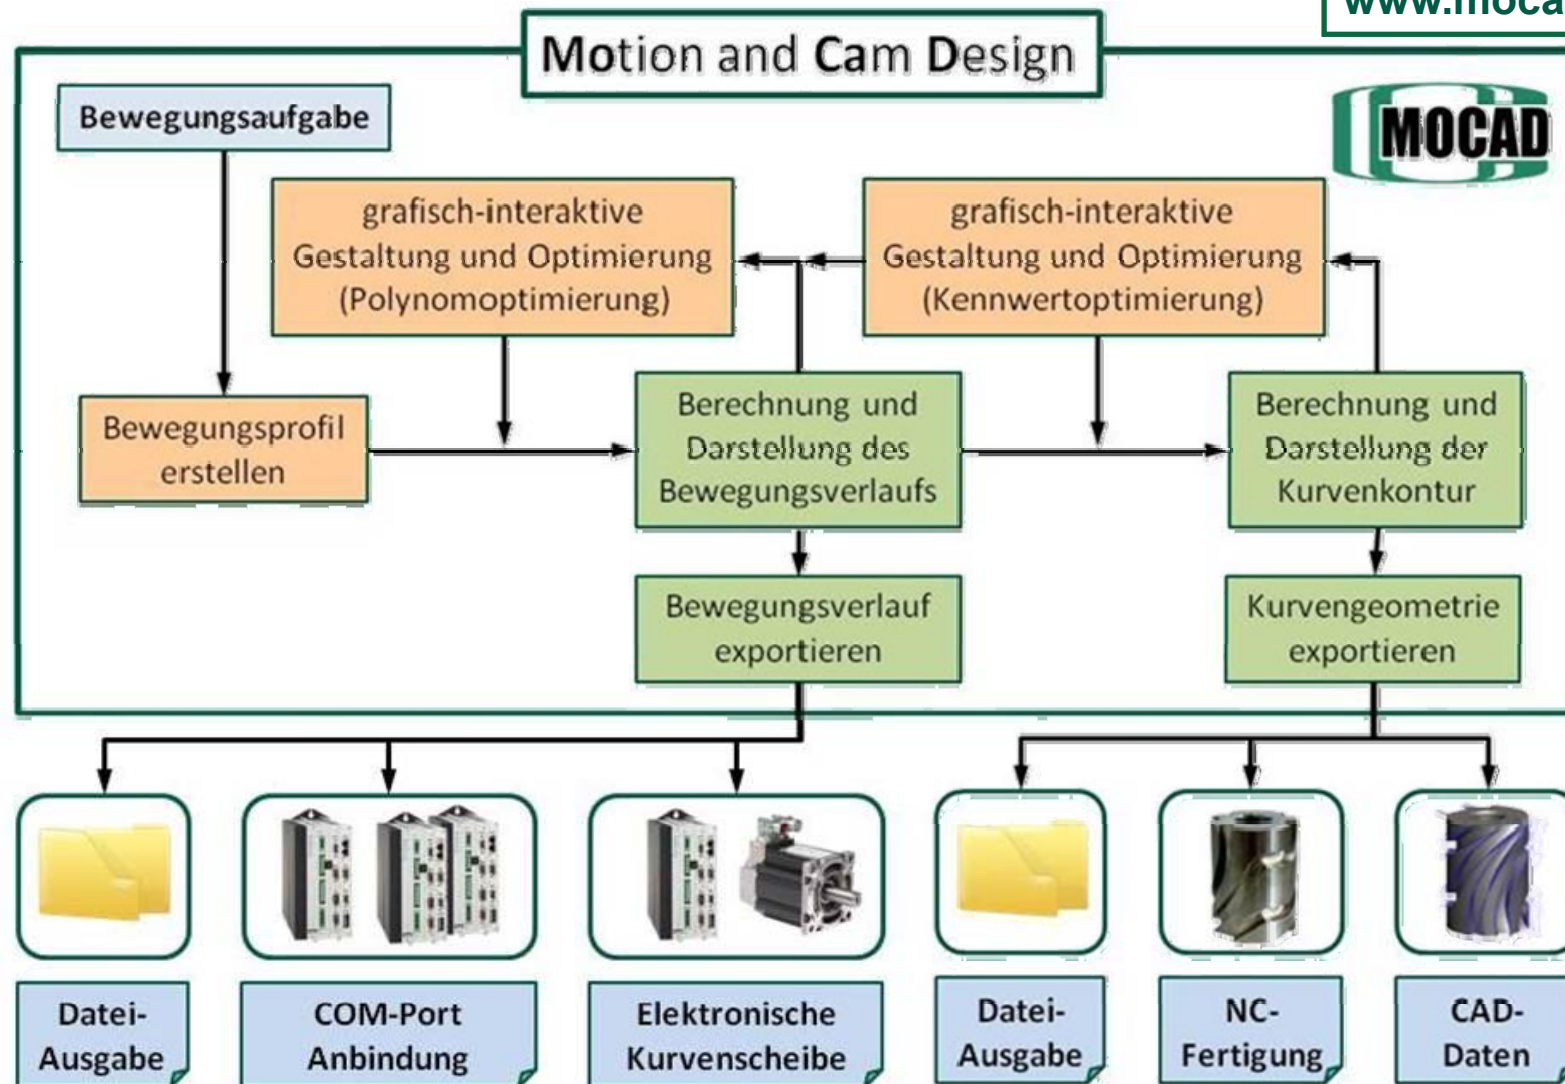 www.moca
Motion and Cam Design
MOCAD
Bewegungsaufgabe
grafisch-interaktive
Gestaltung und Optimierung
(Polynomoptimierung)
grafisch-interaktive
Gestaltung und Optimierung
(Kennwertoptimierung)
Bewegungsprofil
erstellen
Berechnung und
Darstellung des
Bewegungsverlaufs
Berechnung und
Darstellung der
Kurvenkontur
Bewegungsverlauf
exportieren
Kurvengeometrie
exportieren
Datei-
Ausgabe
COM-Port
Anbindung
Elektronische
Kurvenscheibe
Datei-
Ausgabe
NC-
Fertigung
CAD-
Daten